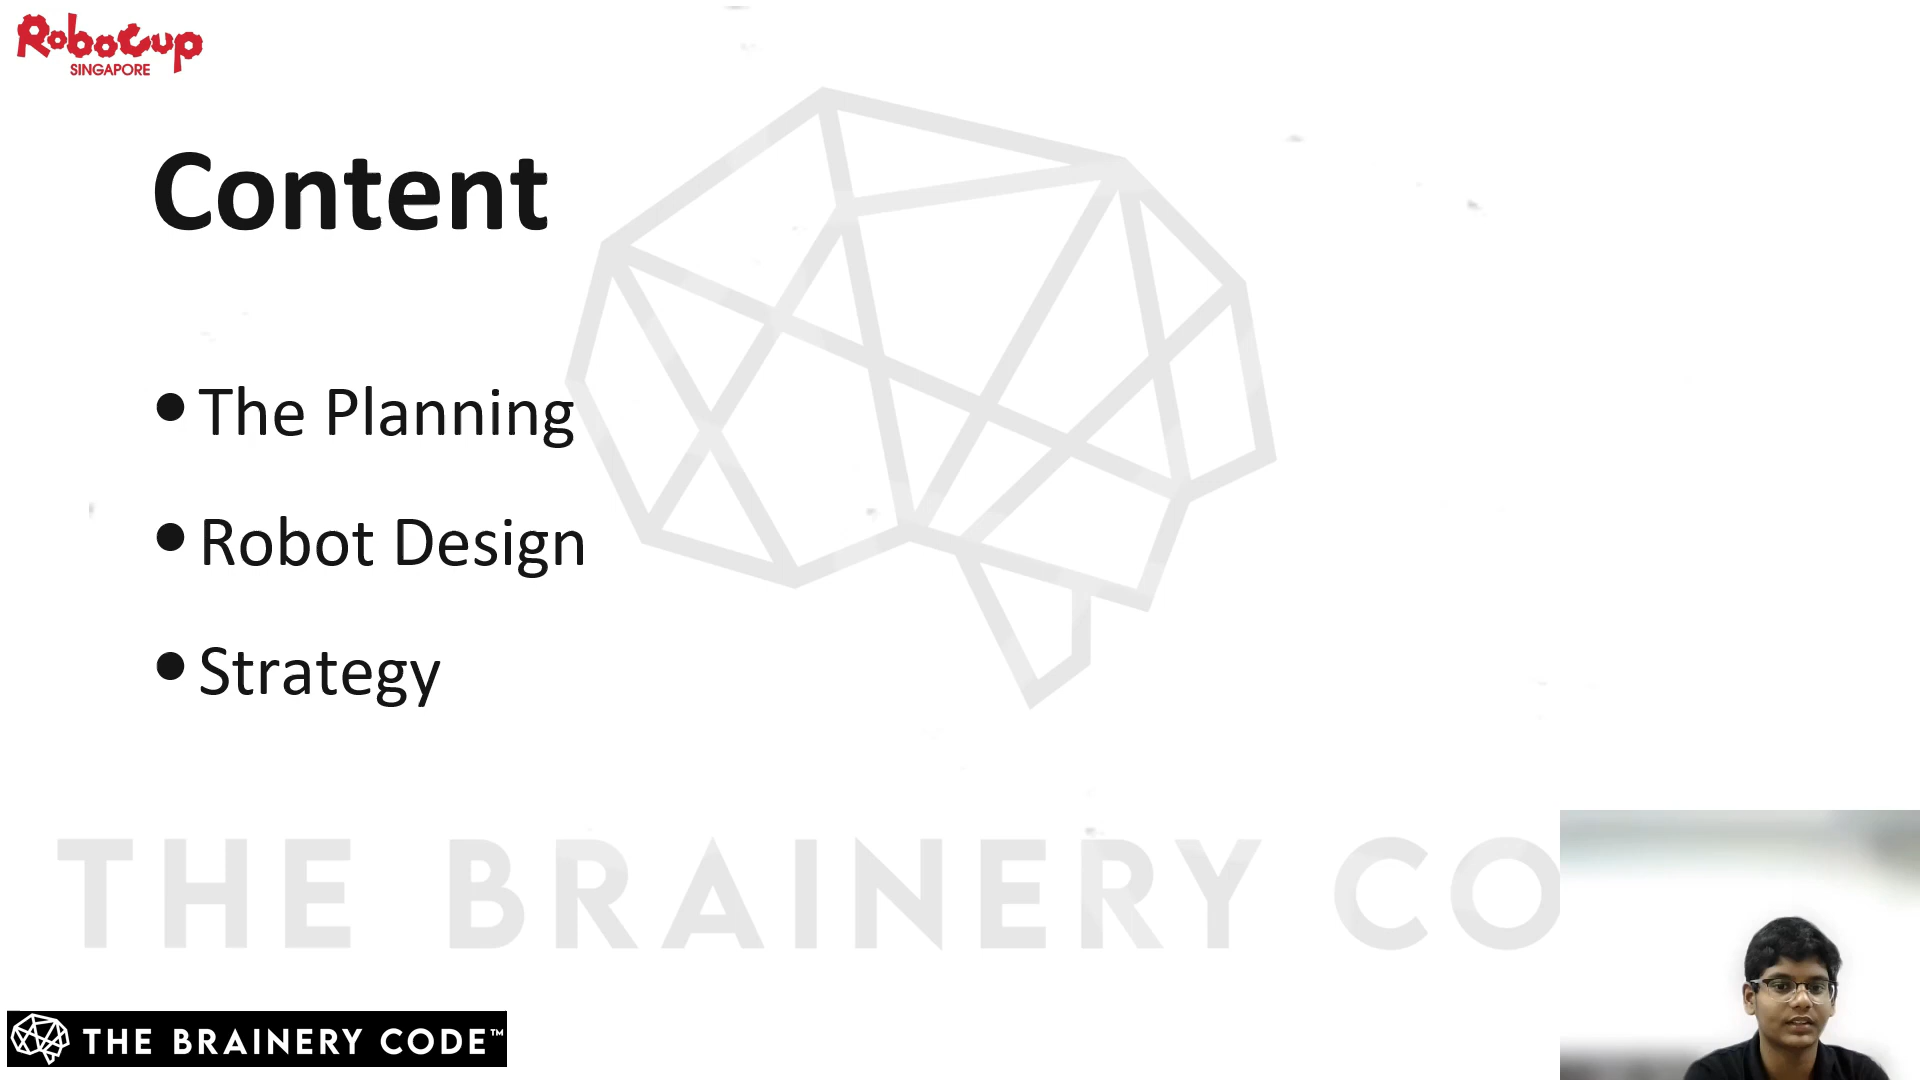 RoboCup
SINGAPORE
Content
• The Planning
• Robot Design
• Strategy
THE BRAINERY CO
THE BRAINERY CODE™